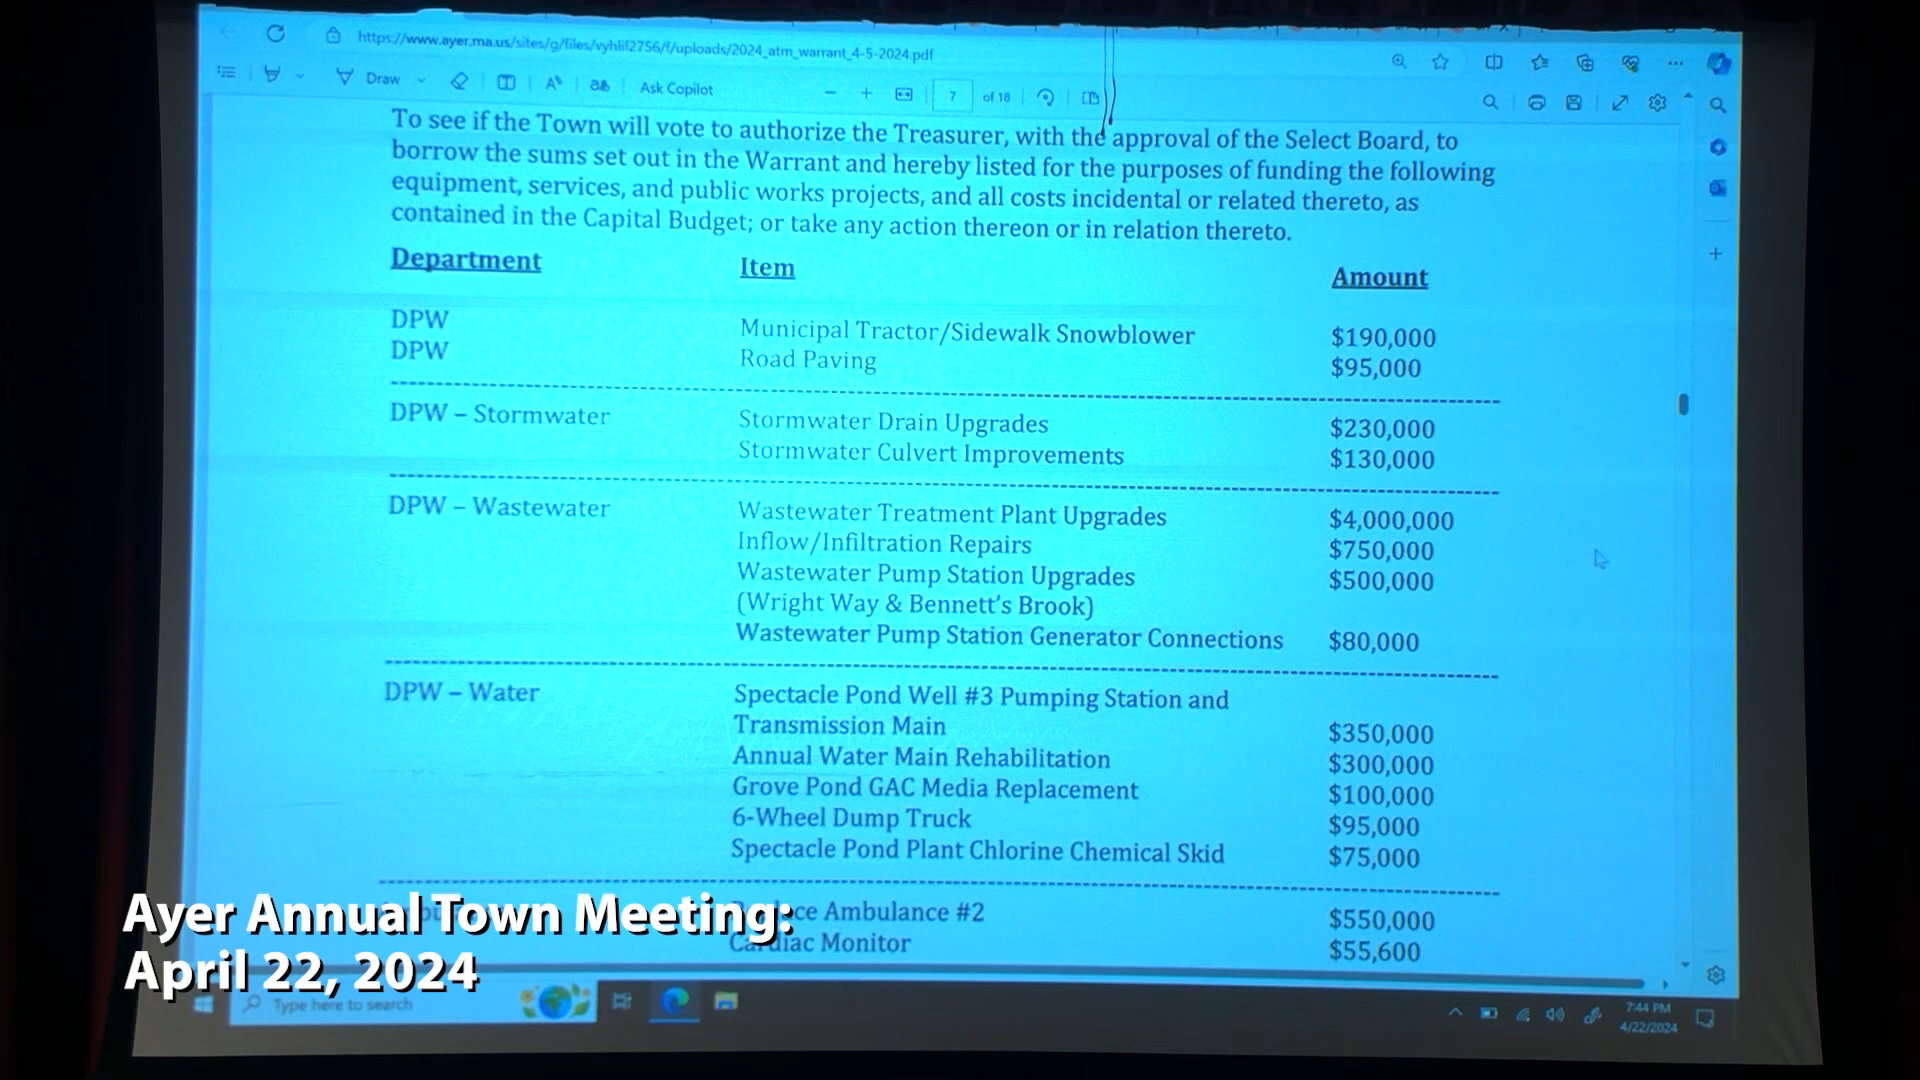 https://www.ayer.ma.us/sites/g/files/vyhlif2756/f/uploads/2024_atm_warrant_4-5-2024.pdf
Draw
Ask Copilot
7 of 18
To see if the Town will vote to authorize the Treasurer, with the approval of the Select Board, to
borrow the sums set out in the Warrant and hereby listed for the purposes of funding the following
equipment, services, and public works projects, and all costs incidental or related thereto, as
contained in the Capital Budget; or take any action thereon or in relation thereto.
Department Item Amount
DPW Municipal Tractor/Sidewalk Snowblower $190,000
DPW Road Paving $95,000
DPW – Stormwater Stormwater Drain Upgrades $230,000
Stormwater Culvert Improvements $130,000
DPW – Wastewater Wastewater Treatment Plant Upgrades $4,000,000
Inflow/Infiltration Repairs $750,000
Wastewater Pump Station Upgrades $500,000
(Wright Way & Bennett's Brook)
Wastewater Pump Station Generator Connections $80,000
DPW – Water Spectacle Pond Well #3 Pumping Station and
Transmission Main $350,000
Annual Water Main Rehabilitation $300,000
Grove Pond GAC Media Replacement $100,000
6-Wheel Dump Truck $95,000
Spectacle Pond Plant Chlorine Chemical Skid $75,000
Ambulance #2 $550,000
Cardiac Monitor $55,600
Ayer Annual Town Meeting:
April 22, 2024
Type here to search
7:44 PM
4/22/2024